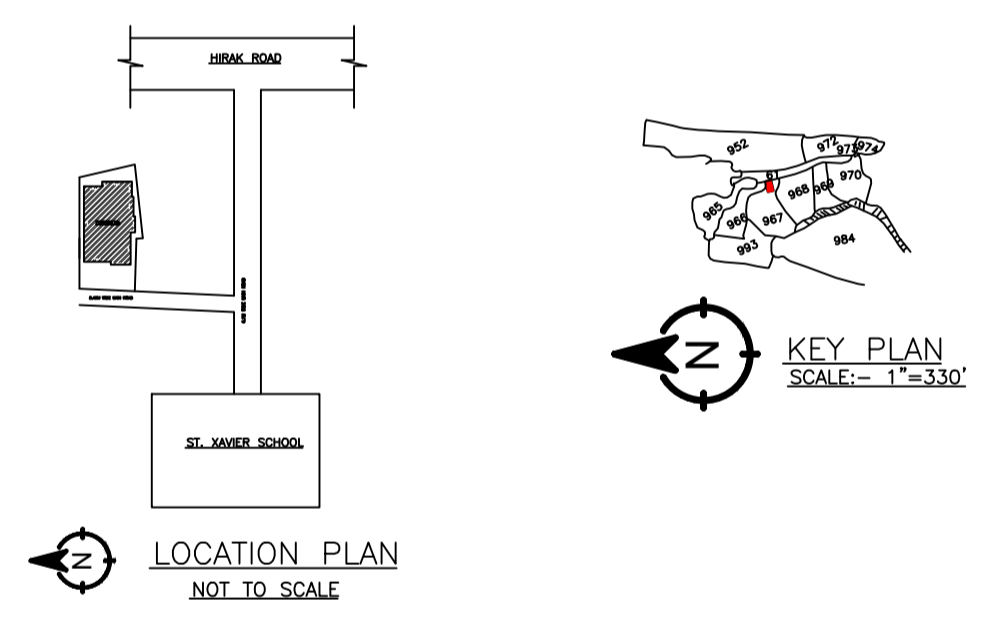 HIRAK ROAD
ST. XAVIER SCHOOL
N
LOCATION PLAN
NOT TO SCALE
952
972
973
974
961
965
966
967
968
969
970
993
984
N
KEY PLAN
SCALE:- 1"=330'